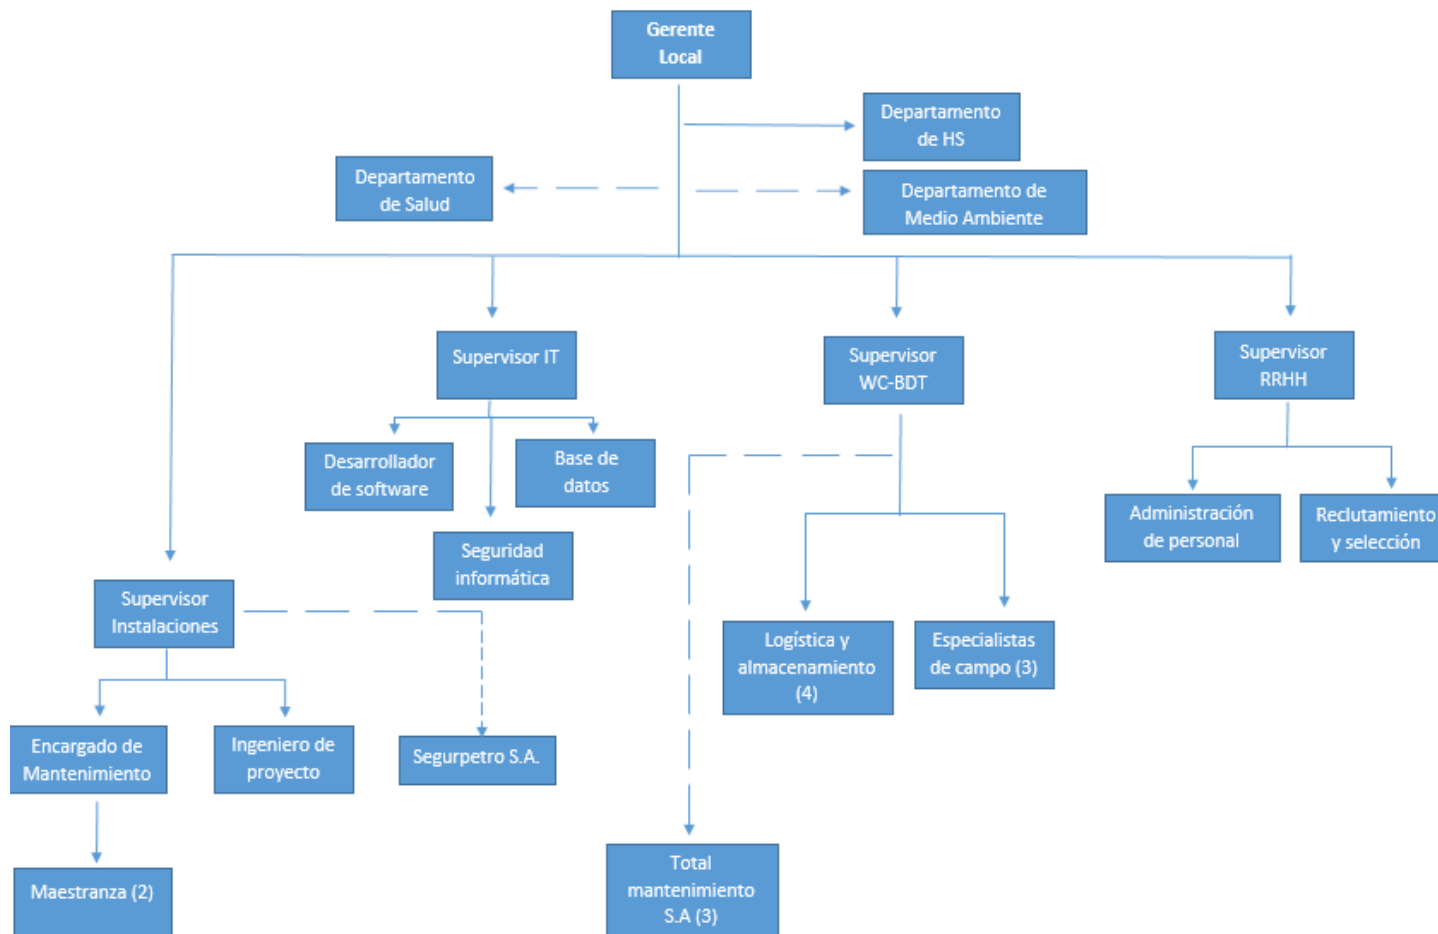 Gerente
Local
Departamento
de HS
Departamento
de Salud
Departamento de
Medio Ambiente
Supervisor IT
Supervisor
WC-BDT
Supervisor
RRHH
Desarrollador
de software
Base de
datos
Seguridad
informática
Administración
de personal
Reclutamiento
y selección
Supervisor
Instalaciones
Logística y
almacenamiento
(4)
Especialistas
de campo (3)
Encargado de
Mantenimiento
Ingeniero de
proyecto
Segurpetro S.A.
Maestranza (2)
Total
mantenimiento
S.A (3)